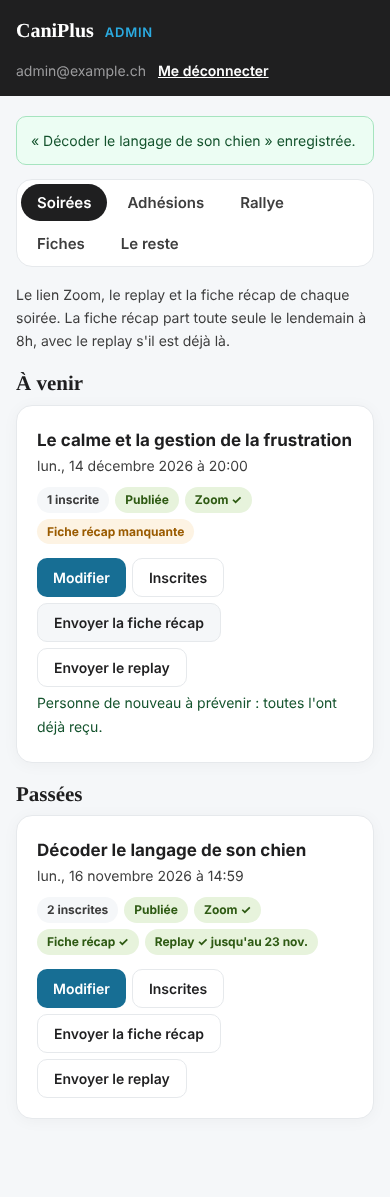 CaniPlus ADMIN
admin@example.ch Me déconnecter
« Décoder le langage de son chien » enregistrée.
Soirées Adhésions Rallye
Fiches Le reste
Le lien Zoom, le replay et la fiche récap de chaque
soirée. La fiche récap part toute seule le lendemain à
8h, avec le replay s'il est déjà là.
À venir
Le calme et la gestion de la frustration
lun., 14 décembre 2026 à 20:00
1 inscrite Publiée Zoom ✓
Fiche récap manquante
Modifier Inscrites
Envoyer la fiche récap
Envoyer le replay
Personne de nouveau à prévenir : toutes l'ont
déjà reçu.
Passées
Décoder le langage de son chien
lun., 16 novembre 2026 à 14:59
2 inscrites Publiée Zoom ✓
Fiche récap ✓ Replay ✓ jusqu'au 23 nov.
Modifier Inscrites
Envoyer la fiche récap
Envoyer le replay